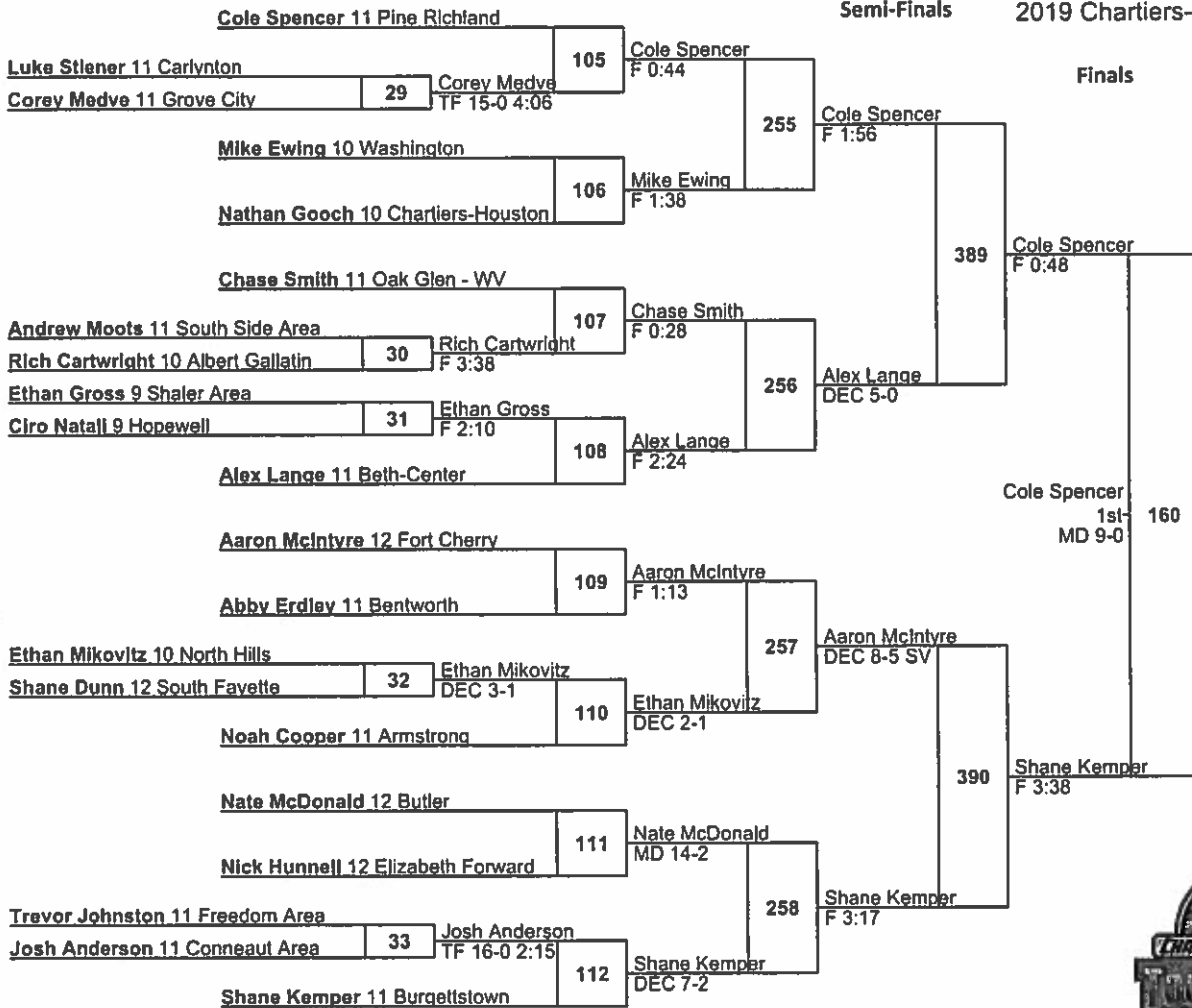 Semi-Finals
2019 Chartiers-
Finals
Cole Spencer 11 Pine Richland
105
Cole Spencer
F 0:44
Luke Stiener 11 Carlynton
Corey Medve 11 Grove City
29
Corey Medve
TF 15-0 4:06
255
Cole Spencer
F 1:56
Mike Ewing 10 Washington
106
Mike Ewing
F 1:38
Nathan Gooch 10 Chartiers-Houston
389
Cole Spencer
F 0:48
Chase Smith 11 Oak Glen - WV
107
Chase Smith
F 0:28
Andrew Moots 11 South Side Area
Rich Cartwright 10 Albert Gallatin
30
Rich Cartwright
F 3:38
256
Alex Lange
DEC 5-0
Ethan Gross 9 Shaler Area
Ciro Natali 9 Hopewell
31
Ethan Gross
F 2:10
108
Alex Lange
F 2:24
Alex Lange 11 Beth-Center
Cole Spencer
1st
MD 9-0
160
Aaron McIntyre 12 Fort Cherry
109
Aaron McIntyre
F 1:13
Abby Erdley 11 Bentworth
257
Aaron McIntyre
DEC 8-5 SV
Ethan Mikovitz 10 North Hills
Shane Dunn 12 South Fayette
32
Ethan Mikovitz
DEC 3-1
110
Ethan Mikovitz
DEC 2-1
Noah Cooper 11 Armstrong
390
Shane Kemper
F 3:38
Nate McDonald 12 Butler
111
Nate McDonald
MD 14-2
Nick Hunnell 12 Elizabeth Forward
258
Shane Kemper
F 3:17
Trevor Johnston 11 Freedom Area
Josh Anderson 11 Conneaut Area
33
Josh Anderson
TF 16-0 2:15
112
Shane Kemper
DEC 7-2
Shane Kemper 11 Burgettstown